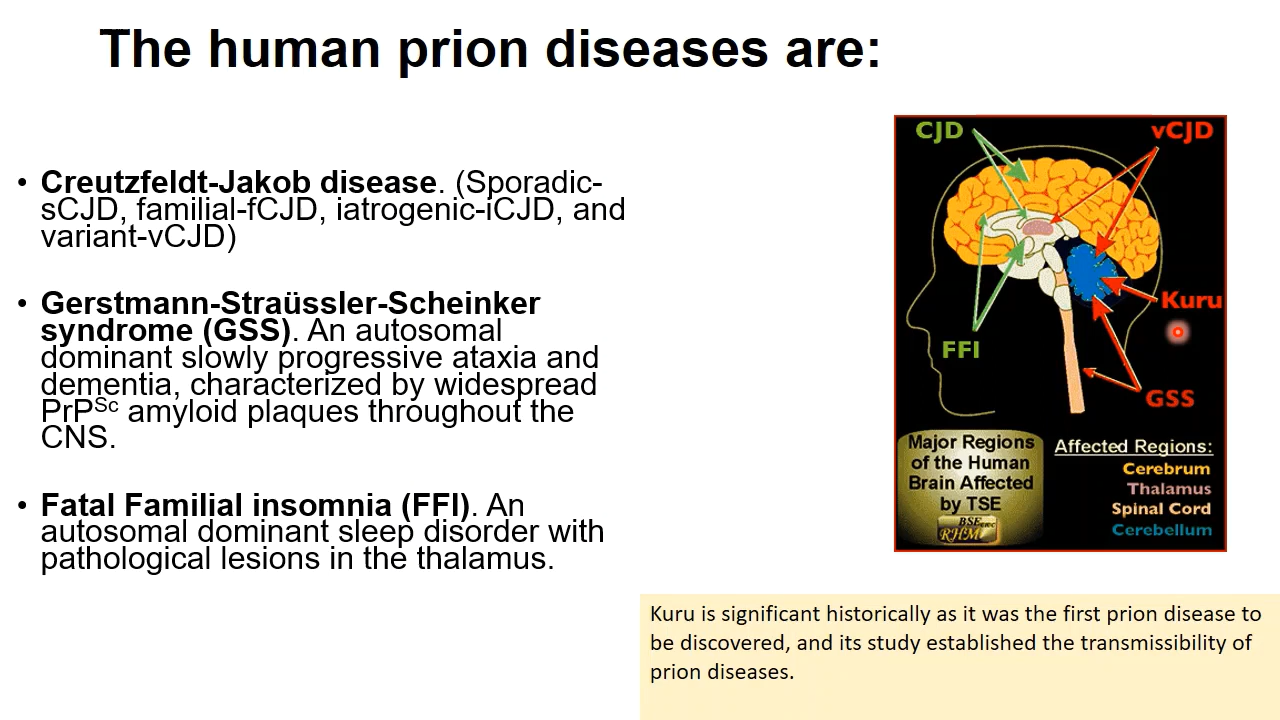 The human prion diseases are:
• Creutzfeldt-Jakob disease. (Sporadic-
sCJD, familial-fCJD, iatrogenic-iCJD, and
variant-vCJD)
• Gerstmann-Straüssler-Scheinker
syndrome (GSS). An autosomal
dominant slowly progressive ataxia and
dementia, characterized by widespread
PrPSc amyloid plaques throughout the
CNS.
• Fatal Familial insomnia (FFI). An
autosomal dominant sleep disorder with
pathological lesions in the thalamus.
CJD
vCJD
Kuru
FFI
GSS
Major Regions
of the Human
Brain Affected
by TSE
BSE
RHM
Affected Regions:
Cerebrum
Thalamus
Spinal Cord
Cerebellum
Kuru is significant historically as it was the first prion disease to
be discovered, and its study established the transmissibility of
prion diseases.